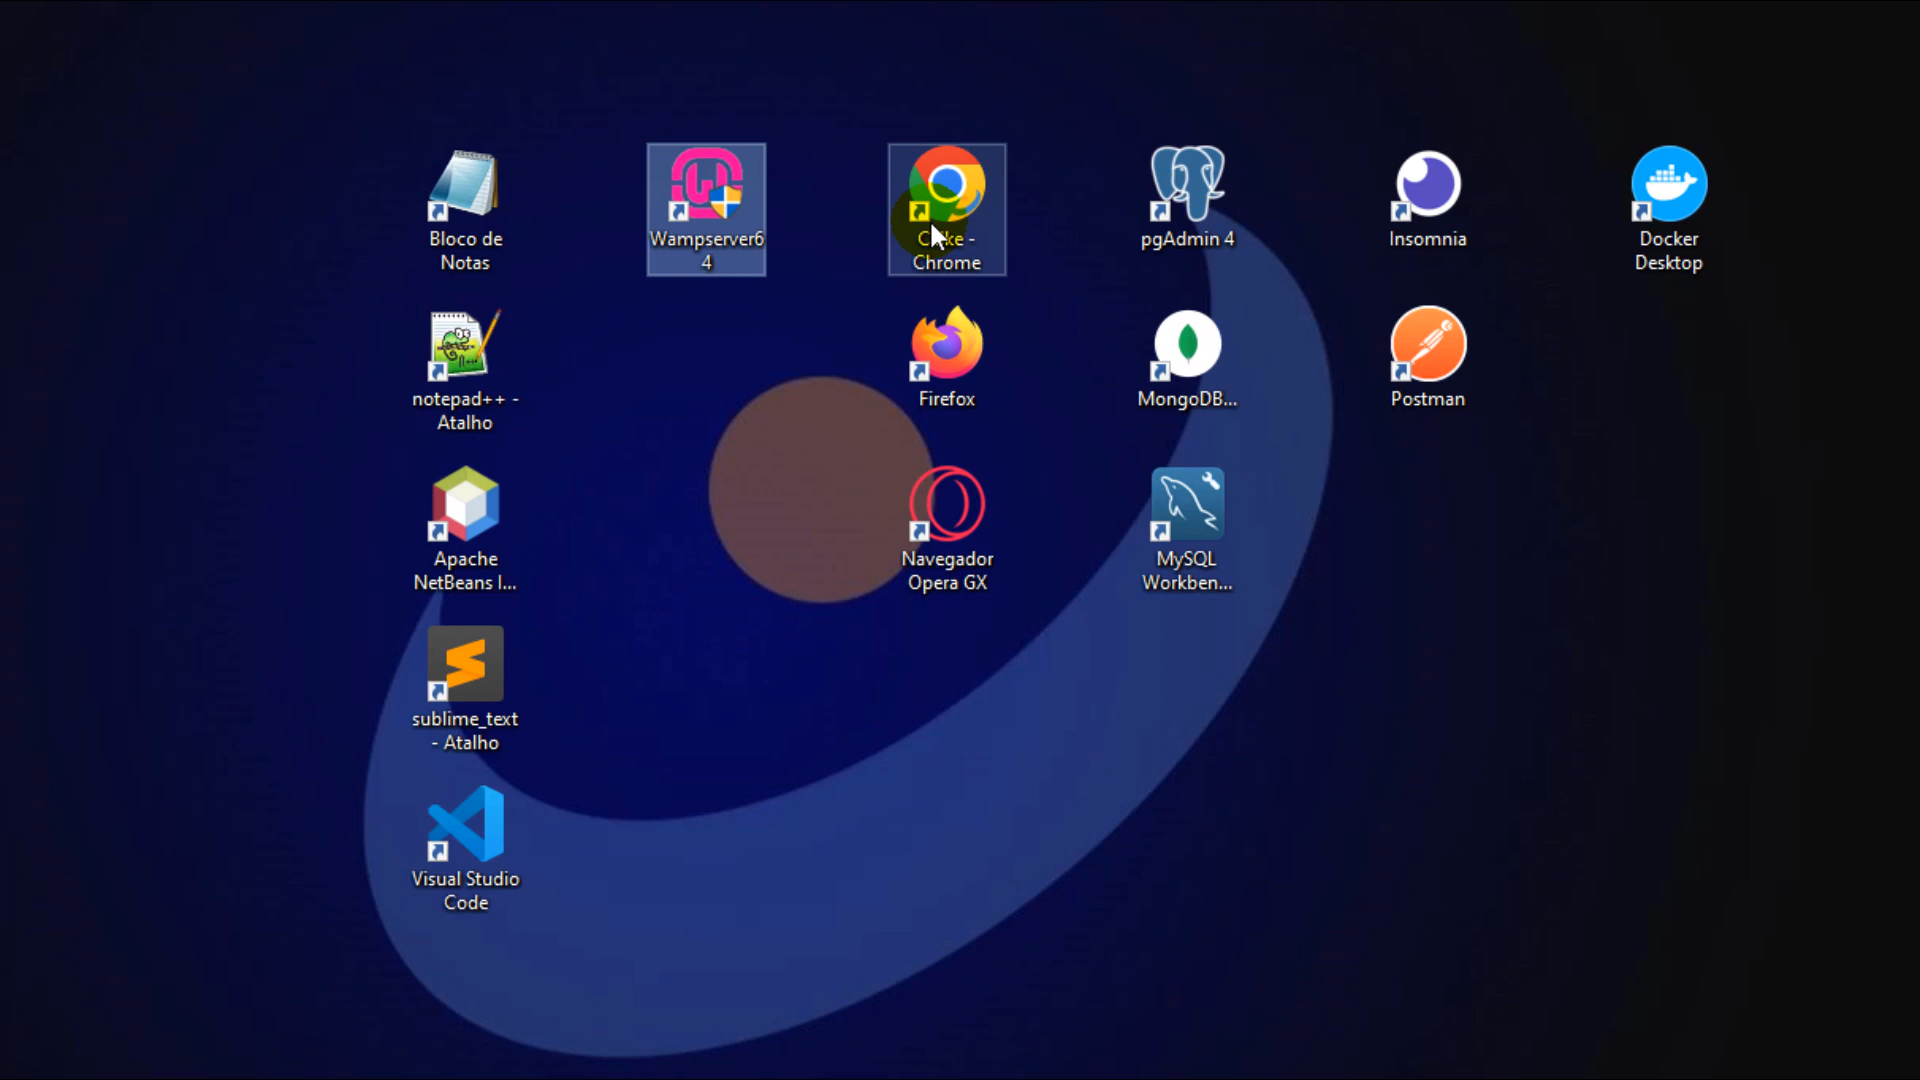 Bloco de
Notas
Wampserver6
4
Chrome
pgAdmin 4
Insomnia
Docker
Desktop
notepad++ -
Atalho
Firefox
MongoDB...
Postman
Apache
NetBeans I...
Navegador
Opera GX
MySQL
Workben...
sublime_text
- Atalho
Visual Studio
Code